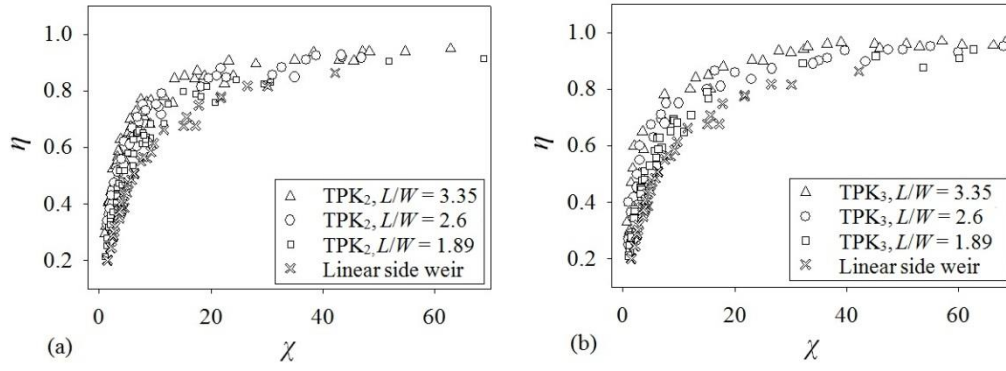 1.0
0.8
η 0.6
0.4
0.2
TPK₂, L/W = 3.35
TPK₂, L/W = 2.6
TPK₂, L/W = 1.89
Linear side weir
0 20 40 60
(a) χ
1.0
0.8
η 0.6
0.4
0.2
TPK₃, L/W = 3.35
TPK₃, L/W = 2.6
TPK₃, L/W = 1.89
Linear side weir
0 20 40 60
(b) χ